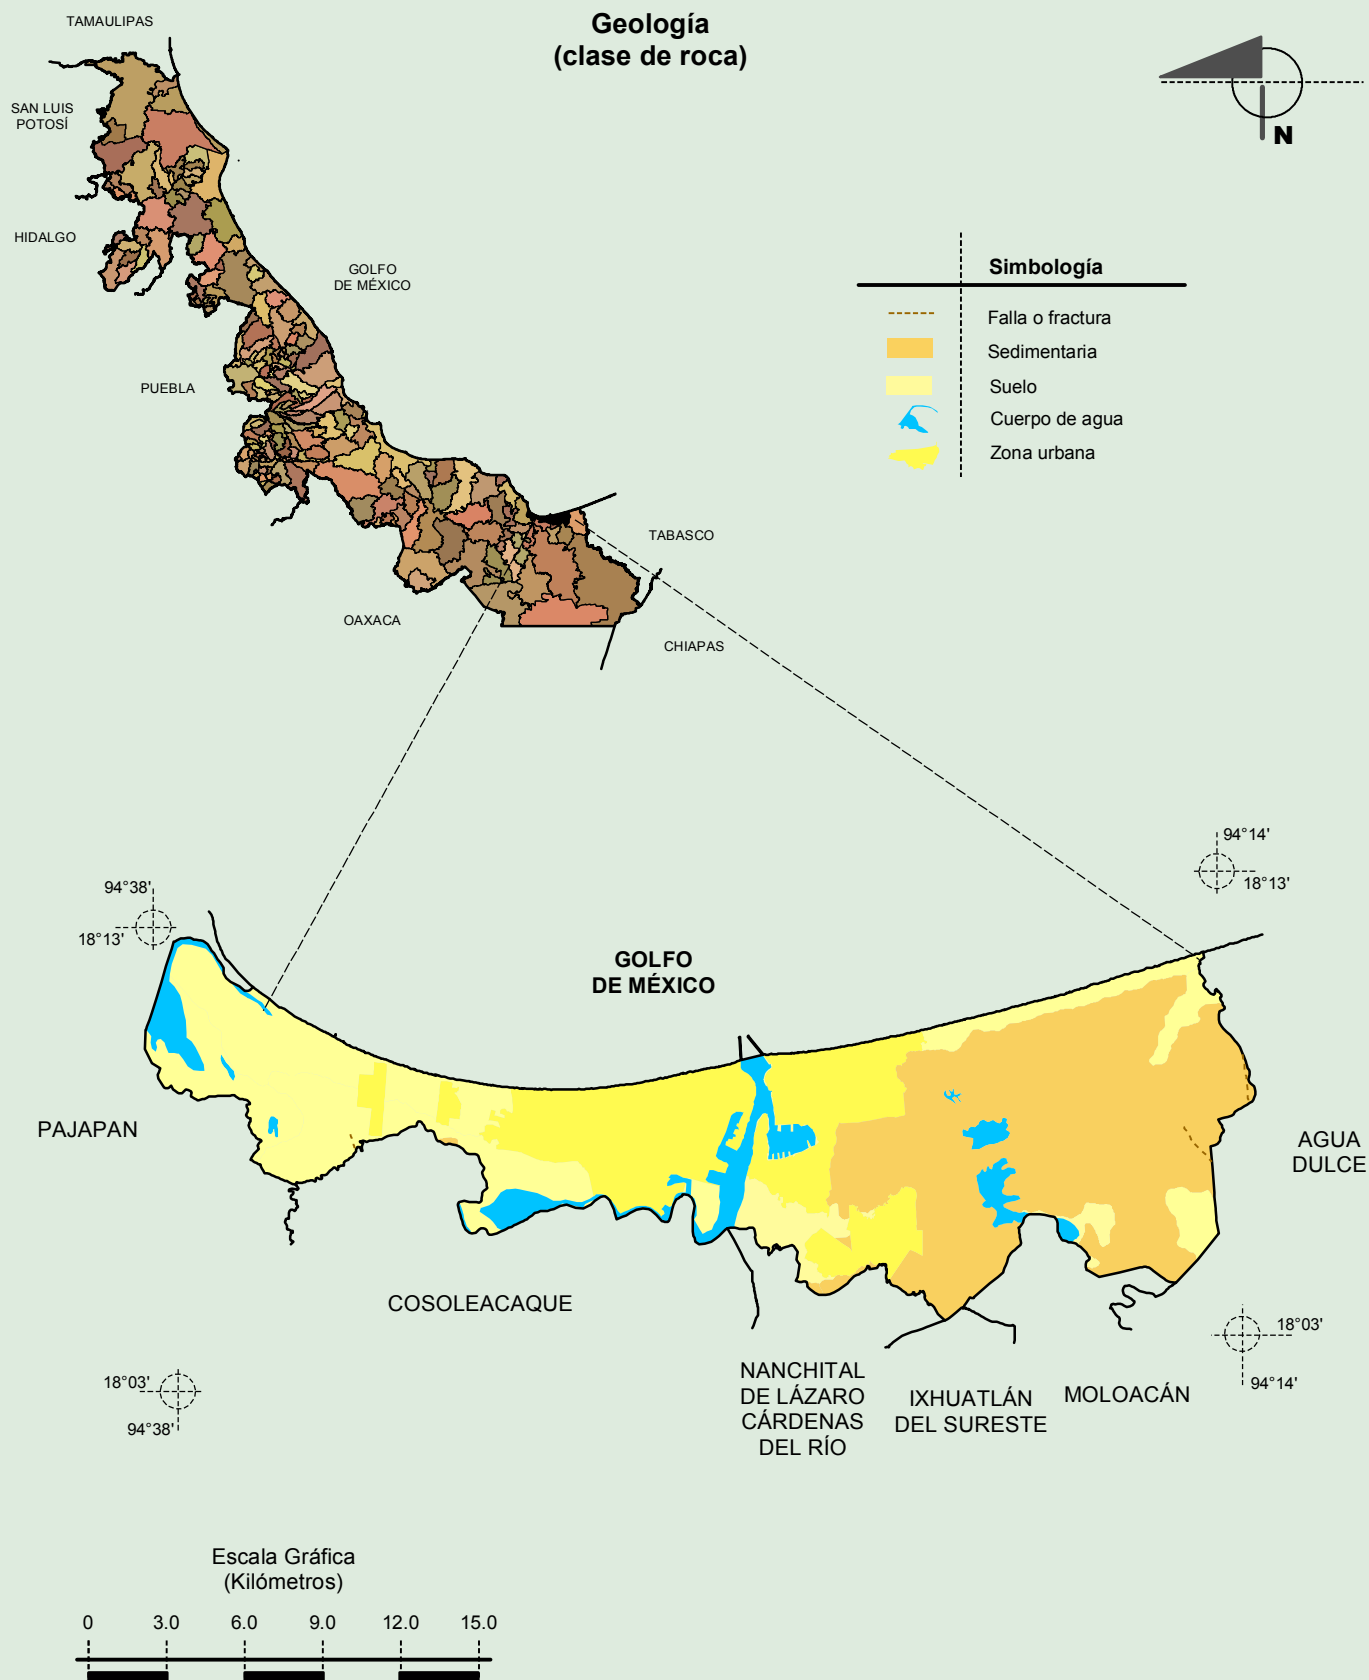 Geología
(clase de roca)
TAMAULIPAS
SAN LUIS
POTOSÍ
HIDALGO
GOLFO
DE MÉXICO
PUEBLA
OAXACA
TABASCO
CHIAPAS
N
Simbología
Falla o fractura
Sedimentaria
Suelo
Cuerpo de agua
Zona urbana
94°14'
18°13'
94°38'
18°13'
GOLFO
DE MÉXICO
PAJAPAN
AGUA
DULCE
COSOLEACAQUE
NANCHITAL
DE LÁZARO
CÁRDENAS
DEL RÍO
IXHUATLÁN
DEL SURESTE
MOLOACÁN
18°03'
94°14'
18°03'
94°38'
Escala Gráfica
(Kilómetros)
0 3.0 6.0 9.0 12.0 15.0